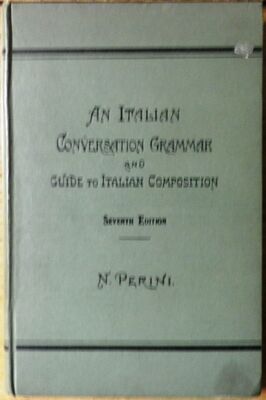 An Italian
Conversation Grammar
and
Guide to Italian Composition
Seventh Edition
N. Perini.